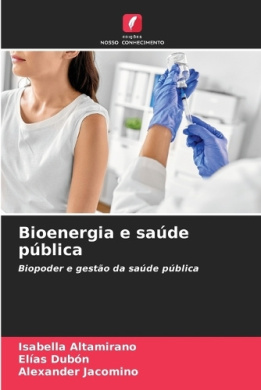 edições
NOSSO CONHECIMENTO
Bioenergia e saúde
pública
Biopoder e gestão da saúde pública
Isabella Altamirano
Elías Dubón
Alexander Jacomino